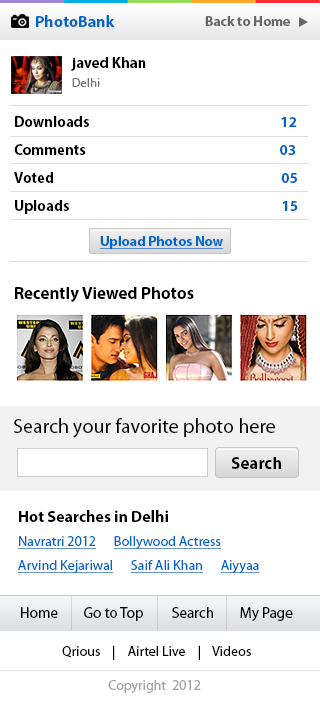 PhotoBank Back to Home
Javed Khan
Delhi
Downloads 12
Comments 03
Voted 05
Uploads 15
Upload Photos Now
Recently Viewed Photos
Search your favorite photo here
Search
Hot Searches in Delhi
Navratri 2012 Bollywood Actress
Arvind Kejariwal Saif Ali Khan Aiyyaa
Home Go to Top Search My Page
Qrious | Airtel Live | Videos
Copyright 2012